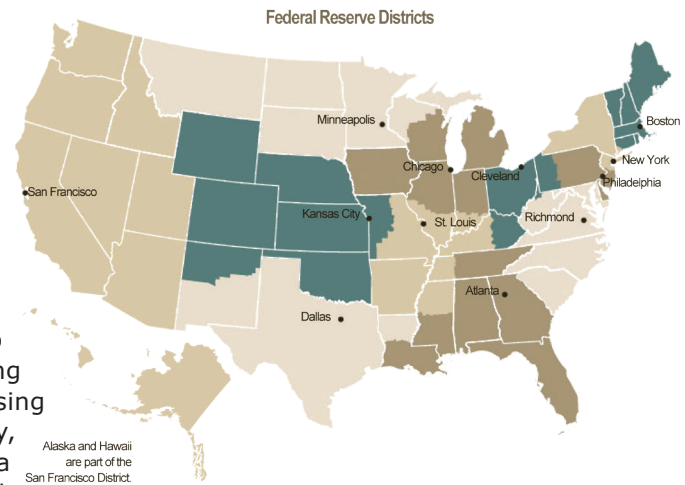 Federal Reserve Districts
Minneapolis
Boston
Chicago
Cleveland
New York
Philadelphia
San Francisco
Kansas City
St. Louis
Richmond
Atlanta
Dallas
ng
sing
y,
a
Alaska and Hawaii
are part of the
San Francisco District.